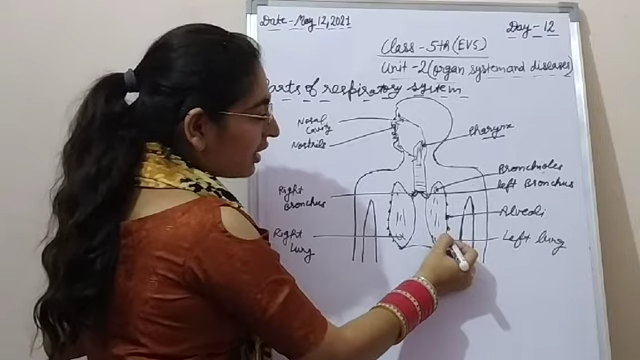 Date - May 12, 2021
Day - 12
Class - 5th (EVS)
Unit - 2 (organ system and diseases)
Parts of respiratory system
Nasal
Cavity
Nostrils
Pharynx
Bronchioles
left Bronchus
Right
Bronchus
Alveoli
Right
lung
Left lung